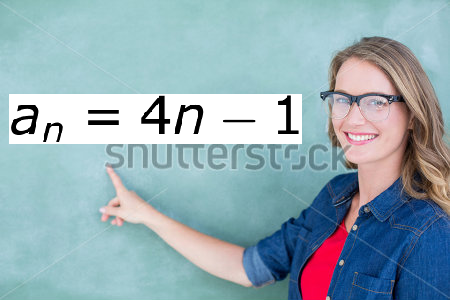 aₙ = 4n − 1
shutterstock